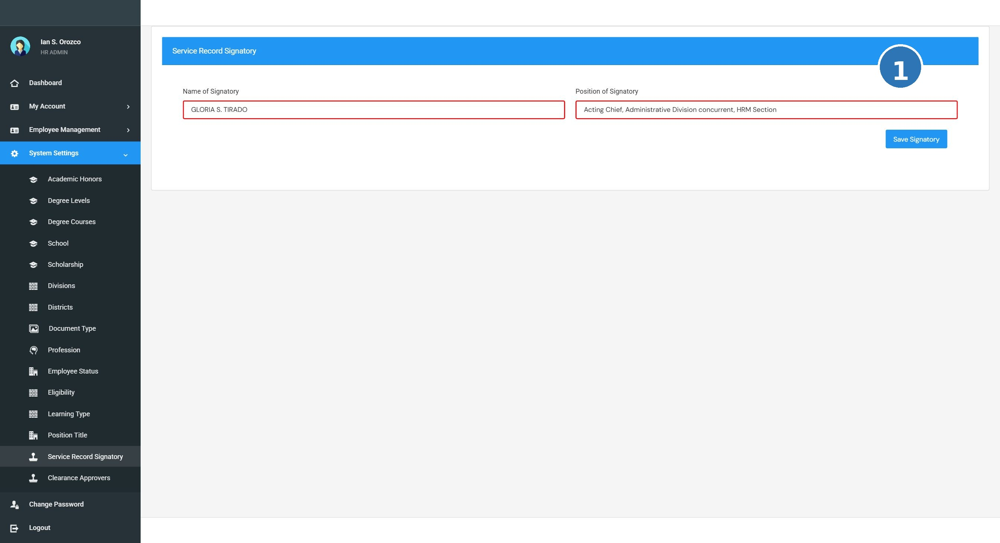 Ian S. Orozco
HR ADMIN
Dashboard
My Account
Employee Management
System Settings
Academic Honors
Degree Levels
Degree Courses
School
Scholarship
Divisions
Districts
Document Type
Profession
Employee Status
Eligibility
Learning Type
Position Title
Service Record Signatory
Clearance Approvers
Change Password
Logout
Service Record Signatory
1
Name of Signatory
GLORIA S. TIRADO
Position of Signatory
Acting Chief, Administrative Division concurrent, HRM Section
Save Signatory